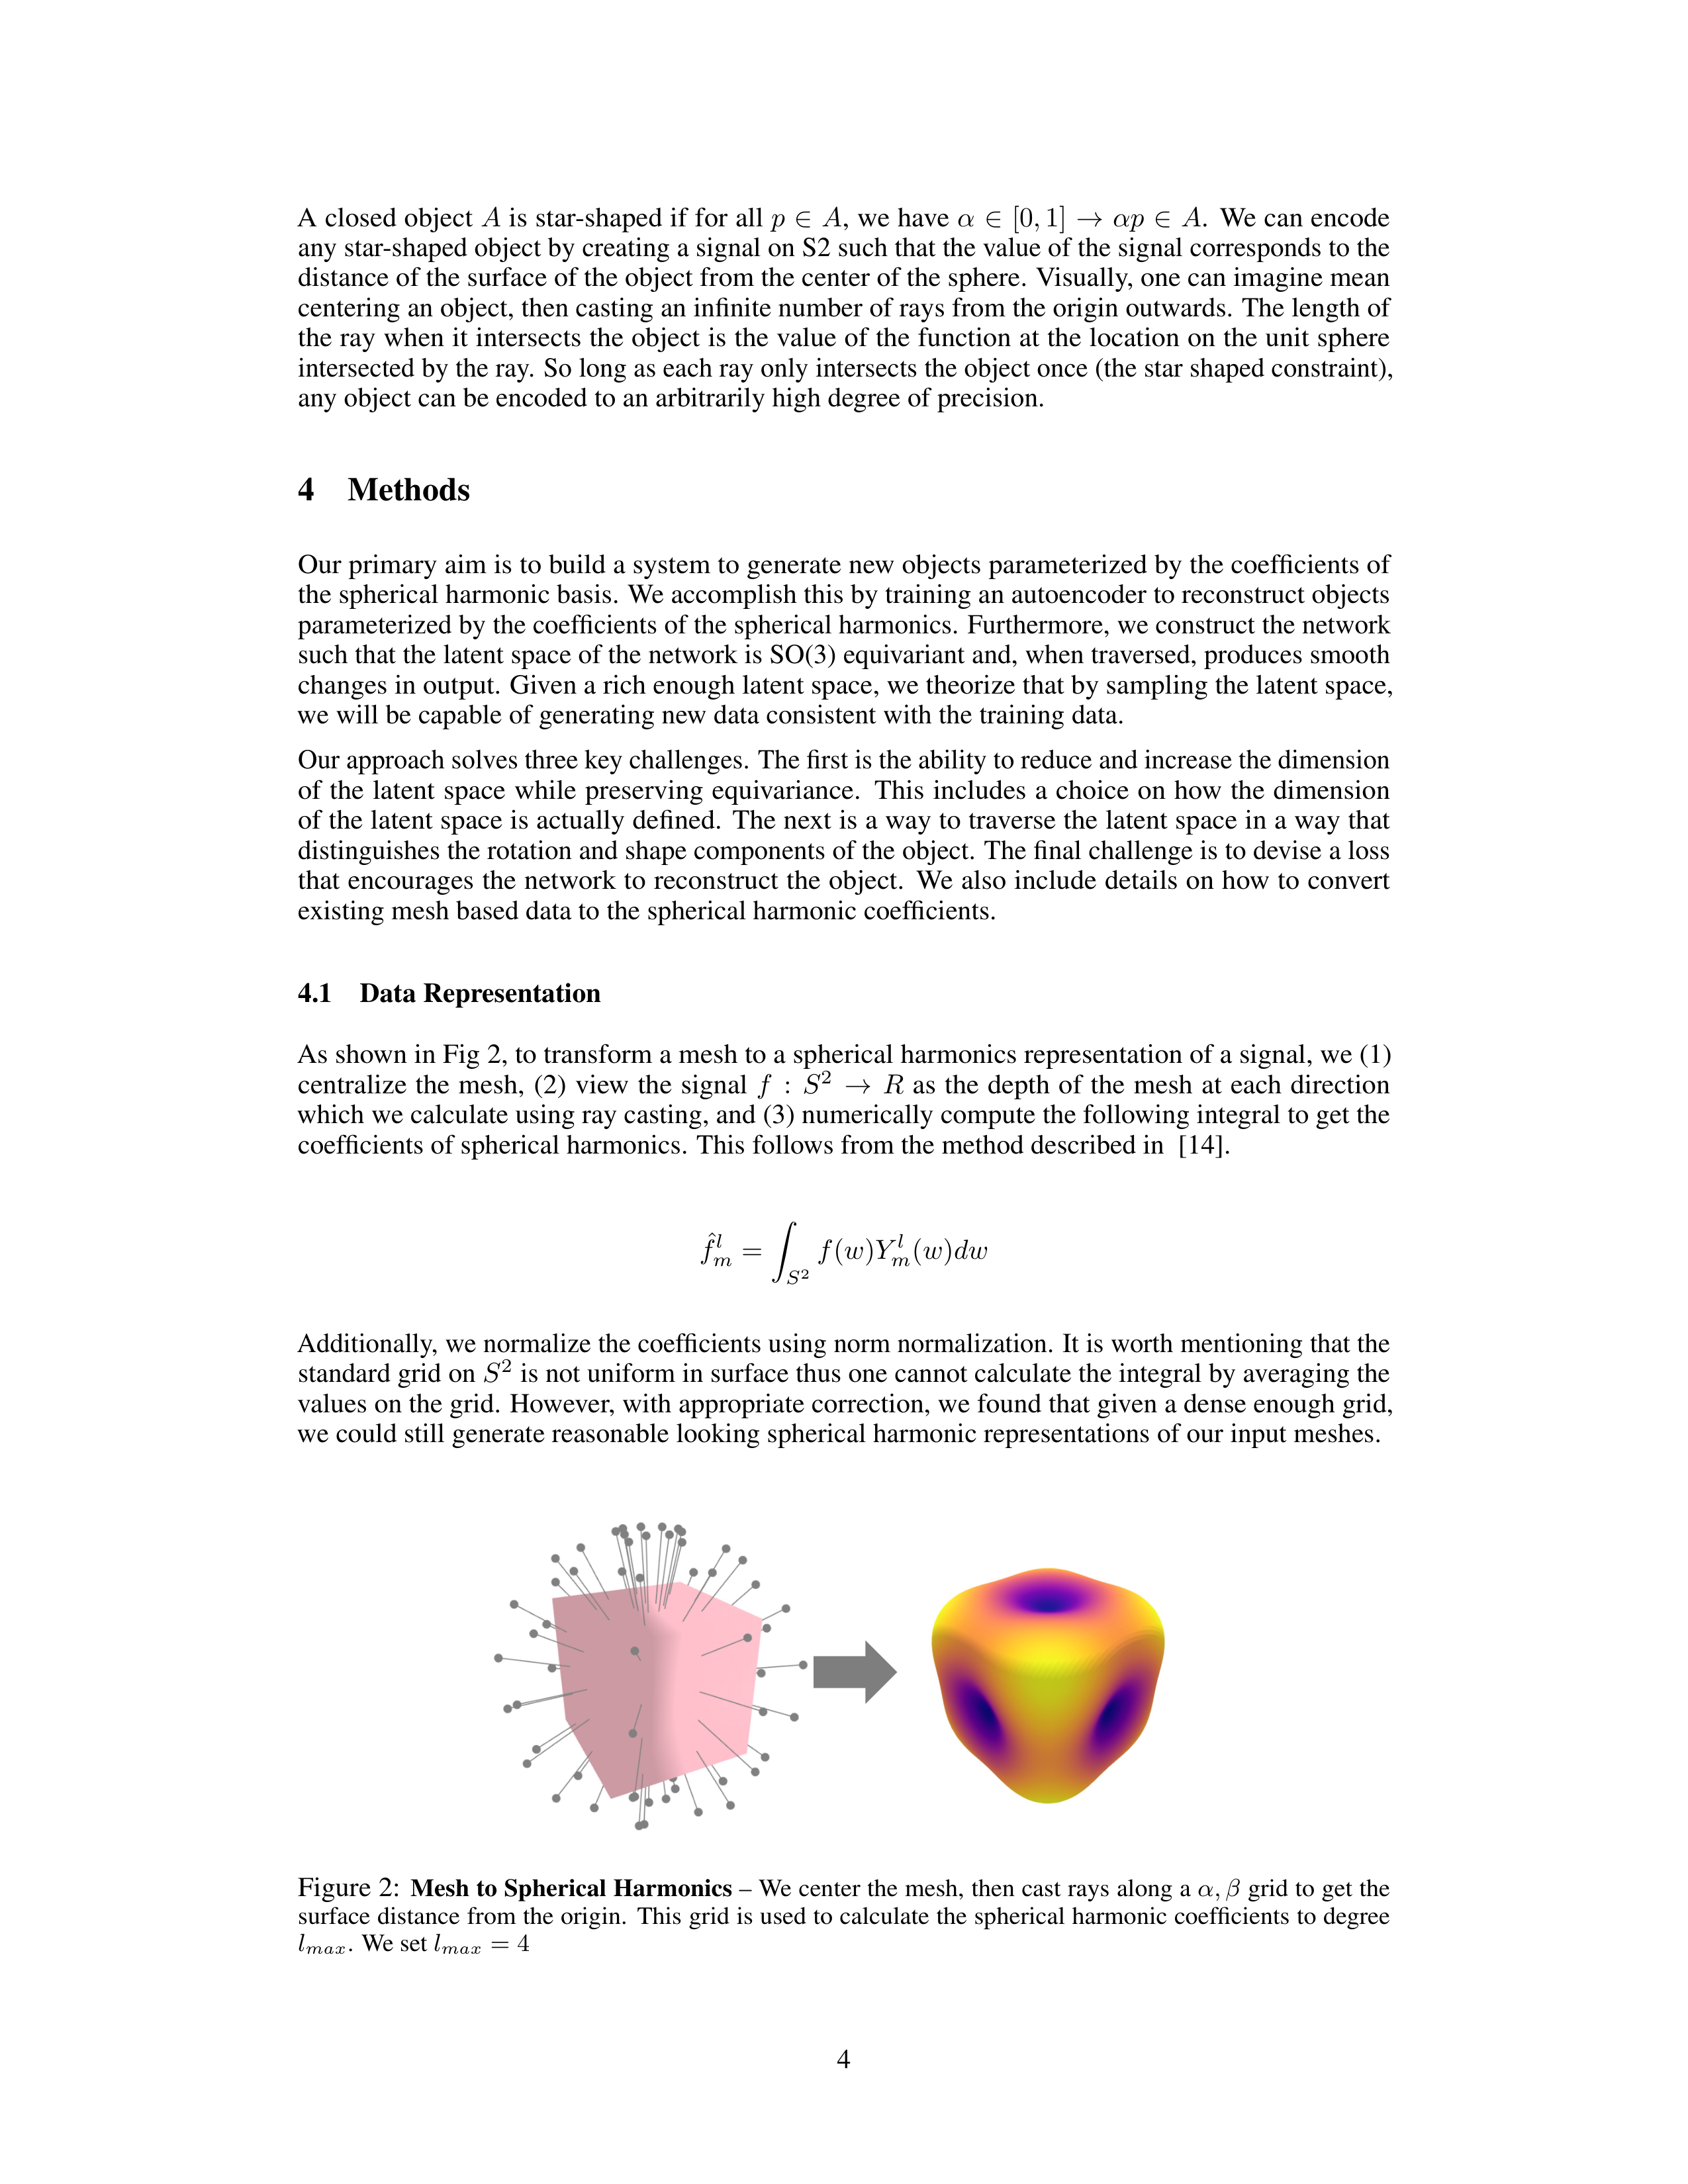 A closed object A is star-shaped if for all p ∈ A, we have α ∈ [0, 1] → αp ∈ A. We can encode
any star-shaped object by creating a signal on S2 such that the value of the signal corresponds to the
distance of the surface of the object from the center of the sphere. Visually, one can imagine mean
centering an object, then casting an infinite number of rays from the origin outwards. The length of
the ray when it intersects the object is the value of the function at the location on the unit sphere
intersected by the ray. So long as each ray only intersects the object once (the star shaped constraint),
any object can be encoded to an arbitrarily high degree of precision.
4 Methods
Our primary aim is to build a system to generate new objects parameterized by the coefficients of
the spherical harmonic basis. We accomplish this by training an autoencoder to reconstruct objects
parameterized by the coefficients of the spherical harmonics. Furthermore, we construct the network
such that the latent space of the network is SO(3) equivariant and, when traversed, produces smooth
changes in output. Given a rich enough latent space, we theorize that by sampling the latent space,
we will be capable of generating new data consistent with the training data.
Our approach solves three key challenges. The first is the ability to reduce and increase the dimension
of the latent space while preserving equivariance. This includes a choice on how the dimension
of the latent space is actually defined. The next is a way to traverse the latent space in a way that
distinguishes the rotation and shape components of the object. The final challenge is to devise a loss
that encourages the network to reconstruct the object. We also include details on how to convert
existing mesh based data to the spherical harmonic coefficients.
4.1 Data Representation
As shown in Fig 2, to transform a mesh to a spherical harmonics representation of a signal, we (1)
centralize the mesh, (2) view the signal f : S² → R as the depth of the mesh at each direction
which we calculate using ray casting, and (3) numerically compute the following integral to get the
coefficients of spherical harmonics. This follows from the method described in [14].
f̂^l_m = ∫_{S²} f(w)Y^l_m(w)dw
Additionally, we normalize the coefficients using norm normalization. It is worth mentioning that the
standard grid on S² is not uniform in surface thus one cannot calculate the integral by averaging the
values on the grid. However, with appropriate correction, we found that given a dense enough grid,
we could still generate reasonable looking spherical harmonic representations of our input meshes.
Figure 2: Mesh to Spherical Harmonics – We center the mesh, then cast rays along a α, β grid to get the
surface distance from the origin. This grid is used to calculate the spherical harmonic coefficients to degree
l_max. We set l_max = 4
4